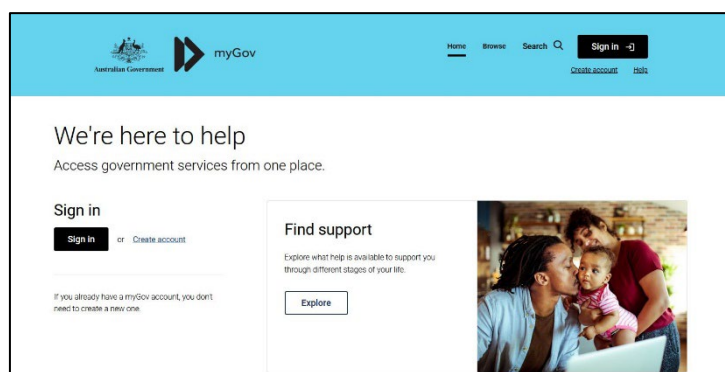 Australian Government
myGov
Home Browse Search Sign in
Create account Help
We're here to help
Access government services from one place.
Sign in
Sign in or Create account
If you already have a myGov account, you don't
need to create a new one.
Find support
Explore what help is available to support you
through different stages of your life.
Explore